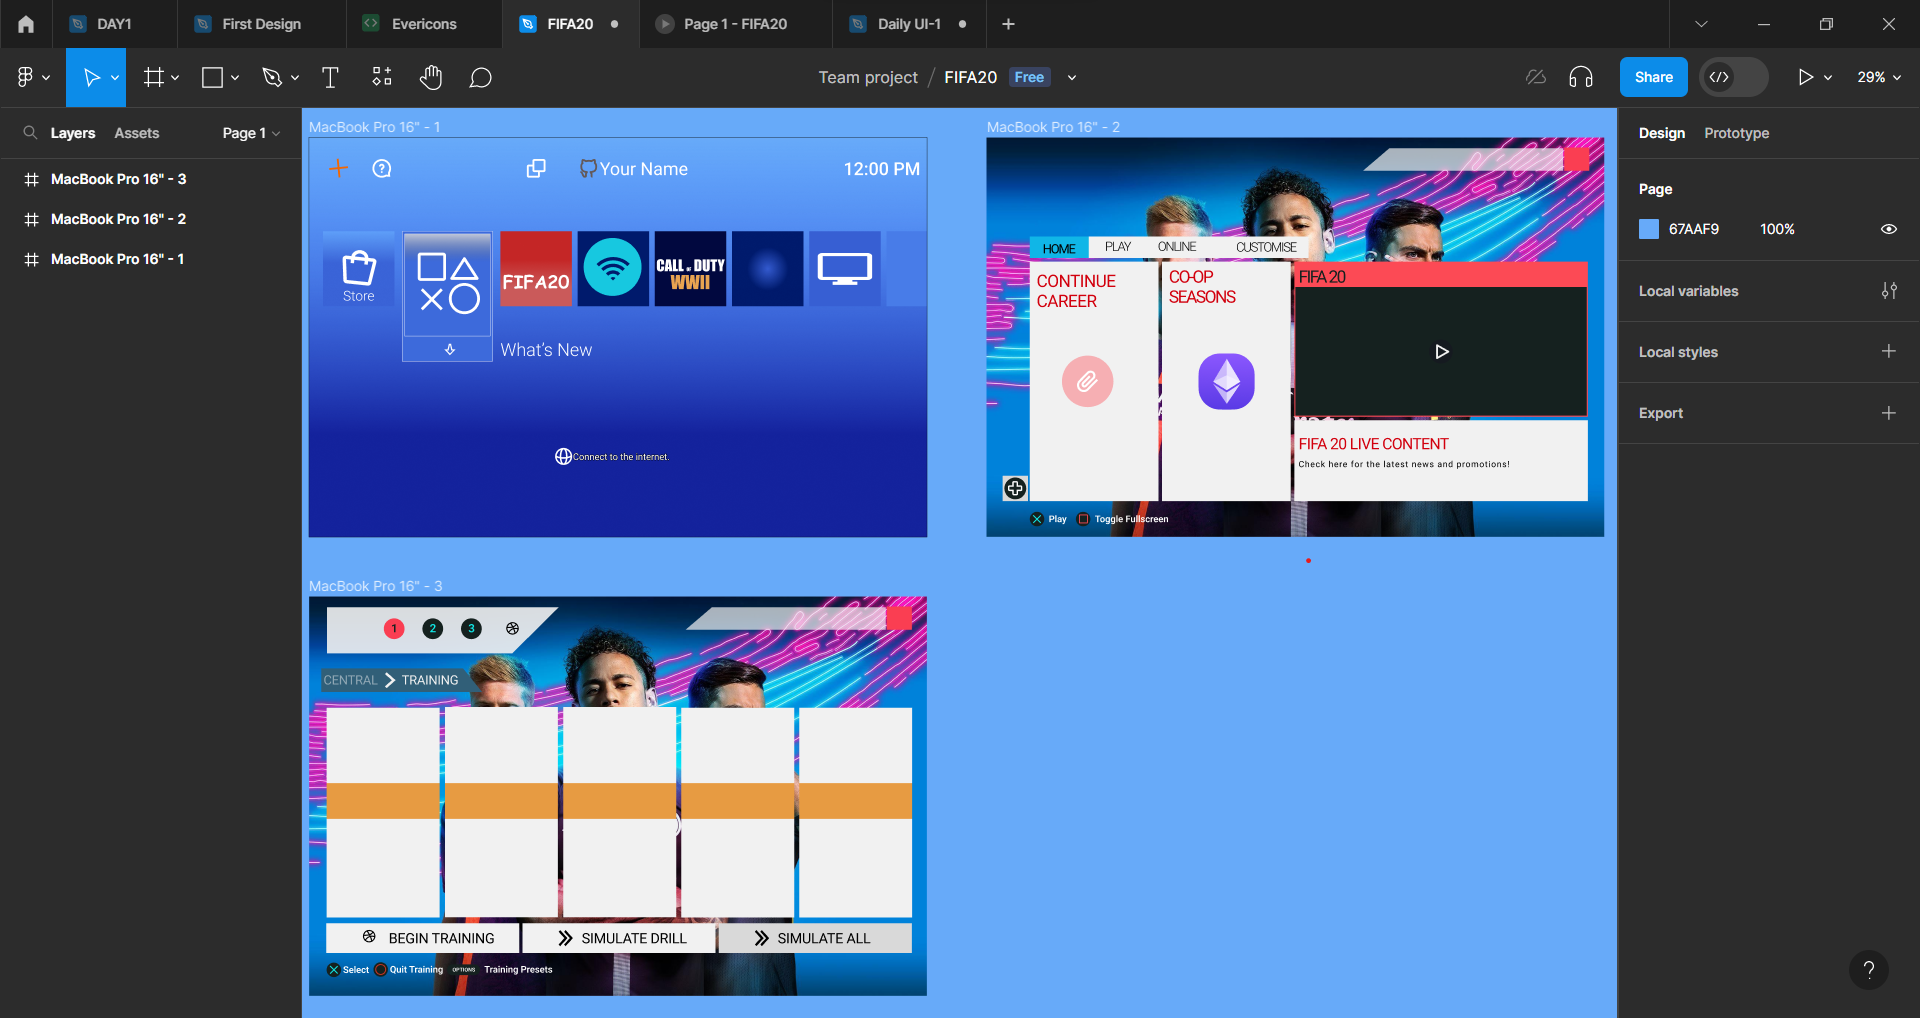 DAY1
First Design
Evericons
FIFA20
Page 1 - FIFA20
Daily UI-1
Team project / FIFA20 Free
Share
29%
Layers
Assets
Page 1
MacBook Pro 16" - 3
MacBook Pro 16" - 2
MacBook Pro 16" - 1
MacBook Pro 16" - 1
Your Name
12:00 PM
Store
FIFA20
CALL OF DUTY
WWII
What's New
Connect to the internet.
MacBook Pro 16" - 2
HOME
PLAY
ONLINE
CUSTOMISE
CONTINUE
CAREER
CO-OP
SEASONS
FIFA 20
FIFA 20 LIVE CONTENT
Check here for the latest news and promotions!
Play
Toggle Fullscreen
MacBook Pro 16" - 3
1
2
3
CENTRAL
TRAINING
BEGIN TRAINING
SIMULATE DRILL
SIMULATE ALL
Select
Quit Training
OPTIONS
Training Presets
Design
Prototype
Page
67AAF9
100%
Local variables
Local styles
Export
?